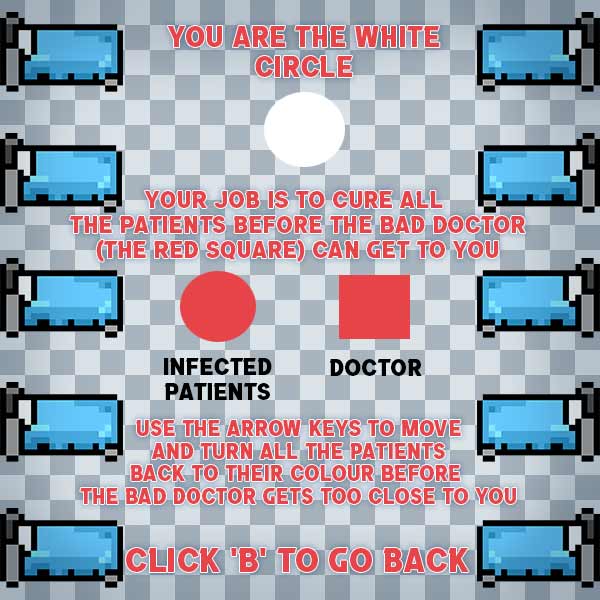 YOU ARE THE WHITE
CIRCLE
YOUR JOB IS TO CURE ALL
THE PATIENTS BEFORE THE BAD DOCTOR
(THE RED SQUARE) CAN GET TO YOU
INFECTED
PATIENTS
DOCTOR
USE THE ARROW KEYS TO MOVE
AND TURN ALL THE PATIENTS
BACK TO THEIR COLOUR BEFORE
THE BAD DOCTOR GETS TOO CLOSE TO YOU
CLICK 'B' TO GO BACK